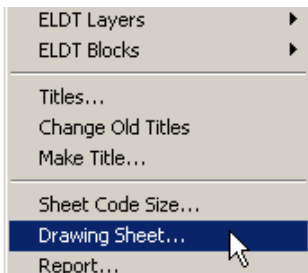 ELDT Layers
ELDT Blocks
Titles...
Change Old Titles
Make Title...
Sheet Code Size...
Drawing Sheet...
Report...